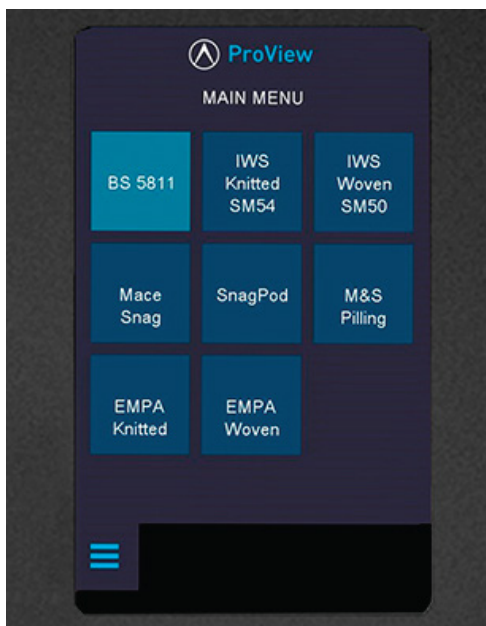 ProView
MAIN MENU
BS 5811
IWS
Knitted
SM54
IWS
Woven
SM50
Mace
Snag
SnagPod
M&S
Pilling
EMPA
Knitted
EMPA
Woven